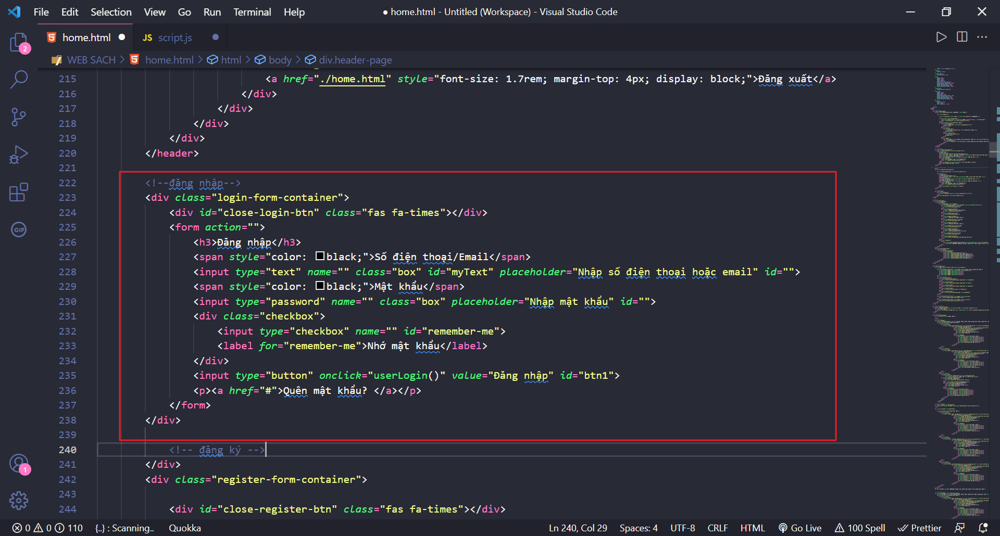 File Edit Selection View Go Run Terminal Help ● home.html - Untitled (Workspace) - Visual Studio Code
home.html JS script.js
WEB SACH > home.html > html > body > div.header-page
2
215 <a href="./home.html" style="font-size: 1.7rem; margin-top: 4px; display: block;">Đăng xuất</a>
216 </div>
217 </div>
218 </div>
219 </div>
220 </header>
221
222 <!--đăng nhập-->
223 <div class="login-form-container">
224 <div id="close-login-btn" class="fas fa-times"></div>
225 <form action="">
226 <h3>Đăng nhập</h3>
227 <span style="color: black;">Số điện thoại/Email</span>
228 <input type="text" name="" class="box" id="myText" placeholder="Nhập số điện thoại hoặc email" id="">
229 <span style="color: black;">Mật khẩu</span>
230 <input type="password" name="" class="box" placeholder="Nhập mật khẩu" id="">
231 <div class="checkbox">
232 <input type="checkbox" name="" id="remember-me">
233 <label for="remember-me">Nhớ mật khẩu</label>
234 </div>
235 <input type="button" onclick="userLogin()" value="Đăng nhập" id="btn1">
236 <p><a href="#">Quên mật khẩu? </a></p>
237 </form>
238 </div>
239
240 <!-- đăng ký -->
241 </div>
242 <div class="register-form-container">
243
244 <div id="close-register-btn" class="fas fa-times"></div>
GIF
1
0 0 110 {..} : Scanning.. Quokka Ln 240, Col 29 Spaces: 4 UTF-8 CRLF HTML Go Live 100 Spell Prettier